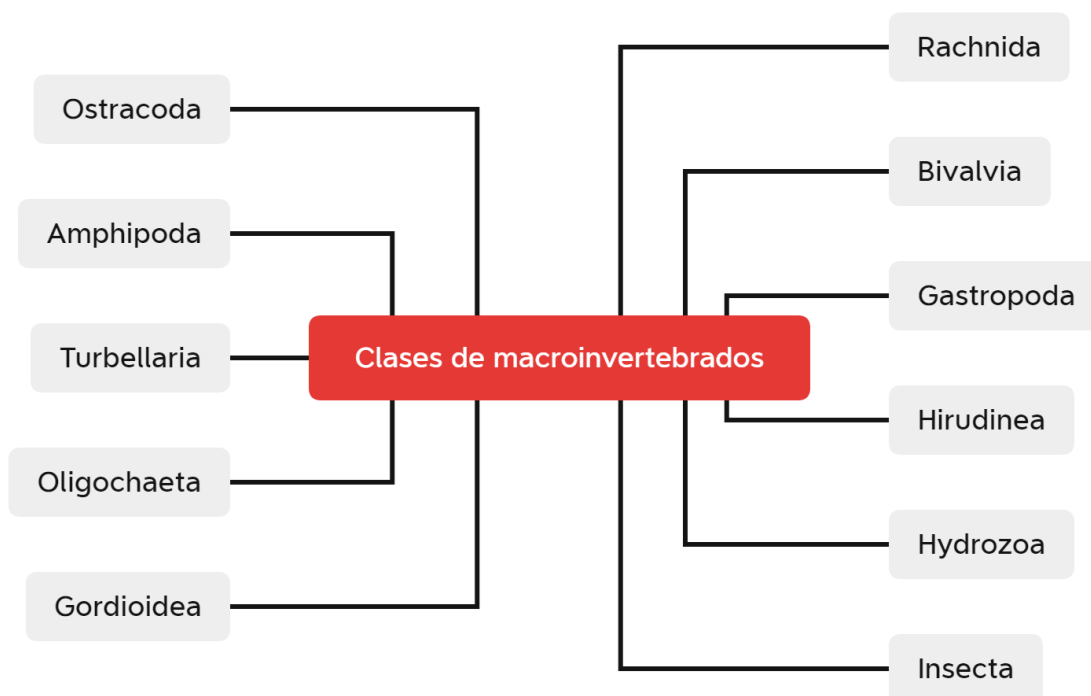 Ostracoda
Amphipoda
Turbellaria
Oligochaeta
Gordioidea
Clases de macroinvertebrados
Rachnida
Bivalvia
Gastropoda
Hirudinea
Hydrozoa
Insecta